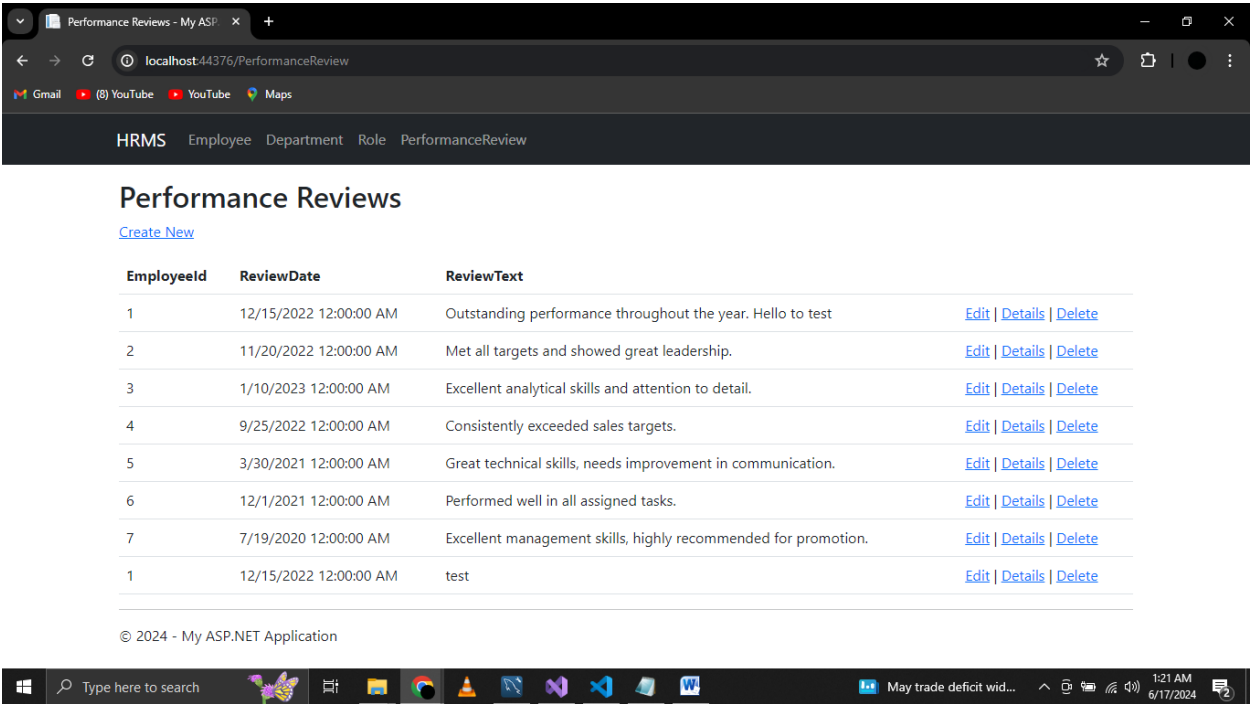 Performance Reviews - My ASP.
localhost:44376/PerformanceReview
Gmail (8) YouTube YouTube Maps
HRMS Employee Department Role PerformanceReview
Performance Reviews
Create New
EmployeeId ReviewDate ReviewText
1 12/15/2022 12:00:00 AM Outstanding performance throughout the year. Hello to test Edit | Details | Delete
2 11/20/2022 12:00:00 AM Met all targets and showed great leadership. Edit | Details | Delete
3 1/10/2023 12:00:00 AM Excellent analytical skills and attention to detail. Edit | Details | Delete
4 9/25/2022 12:00:00 AM Consistently exceeded sales targets. Edit | Details | Delete
5 3/30/2021 12:00:00 AM Great technical skills, needs improvement in communication. Edit | Details | Delete
6 12/1/2021 12:00:00 AM Performed well in all assigned tasks. Edit | Details | Delete
7 7/19/2020 12:00:00 AM Excellent management skills, highly recommended for promotion. Edit | Details | Delete
1 12/15/2022 12:00:00 AM test Edit | Details | Delete
© 2024 - My ASP.NET Application
Type here to search May trade deficit wid... 1:21 AM
6/17/2024 2